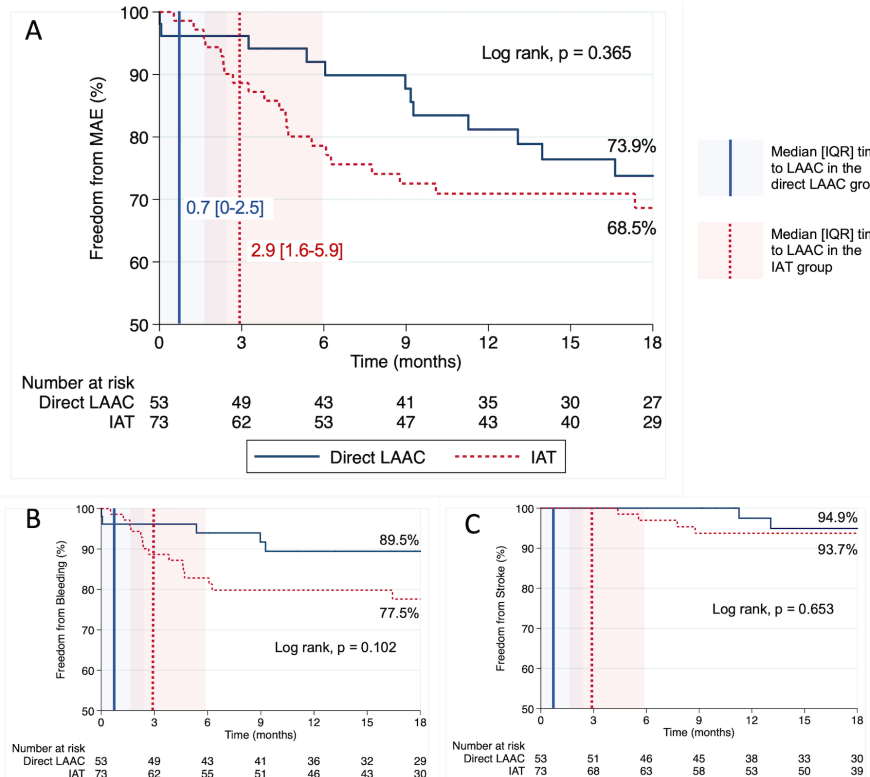 A
Log rank, p = 0.365
Freedom from MAE (%)
100
90
80
70
60
50
73.9%
68.5%
0.7 [0-2.5]
2.9 [1.6-5.9]
0 3 6 9 12 15 18
Time (months)
Number at risk
Direct LAAC 53 49 43 41 35 30 27
IAT 73 62 53 47 43 40 29
Direct LAAC IAT
Median [IQR]
to LAAC in the
direct LAAC
Median [IQR]
to LAAC in the
IAT group
B
Freedom from Bleeding (%)
100
90
80
70
60
50
89.5%
77.5%
Log rank, p = 0.102
0 3 6 9 12 15 18
Time (months)
Number at risk
Direct LAAC 53 49 43 41 36 32 29
IAT 73 62 55 51 46 43 30
C
Freedom from Stroke (%)
100
90
80
70
60
50
94.9%
93.7%
Log rank, p = 0.653
0 3 6 9 12 15 18
Time (months)
Number at risk
Direct LAAC 53 51 46 45 38 33 30
IAT 73 68 63 58 53 50 39